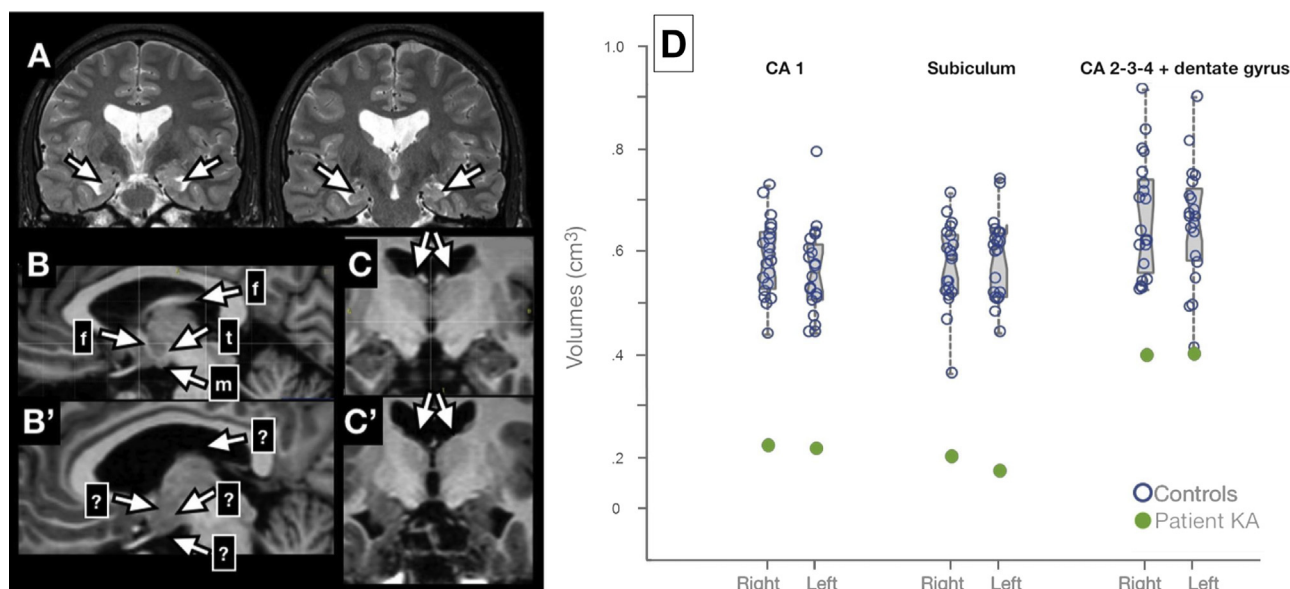 A
B
f
f
t
m
C
B'
?
?
?
?
C'
D
CA 1
Subiculum
CA 2-3-4 + dentate gyrus
1.0
.8
.6
.4
.2
0
Volumes (cm³)
Controls
Patient KA
Right Left Right Left Right Left